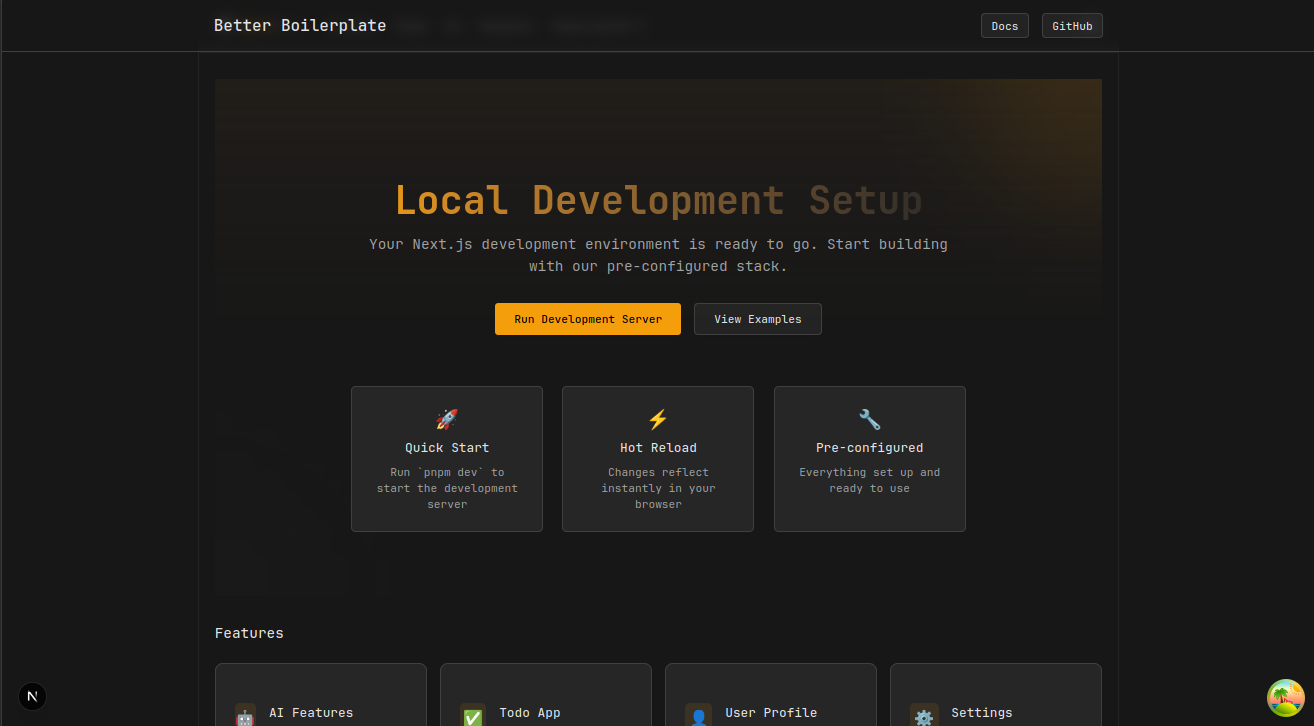 Better Boilerplate
Docs
GitHub
Local Development Setup
Your Next.js development environment is ready to go. Start building
with our pre-configured stack.
Run Development Server
View Examples
Quick Start
Run `pnpm dev` to
start the development
server
Hot Reload
Changes reflect
instantly in your
browser
Pre-configured
Everything set up and
ready to use
Features
AI Features
Todo App
User Profile
Settings
N